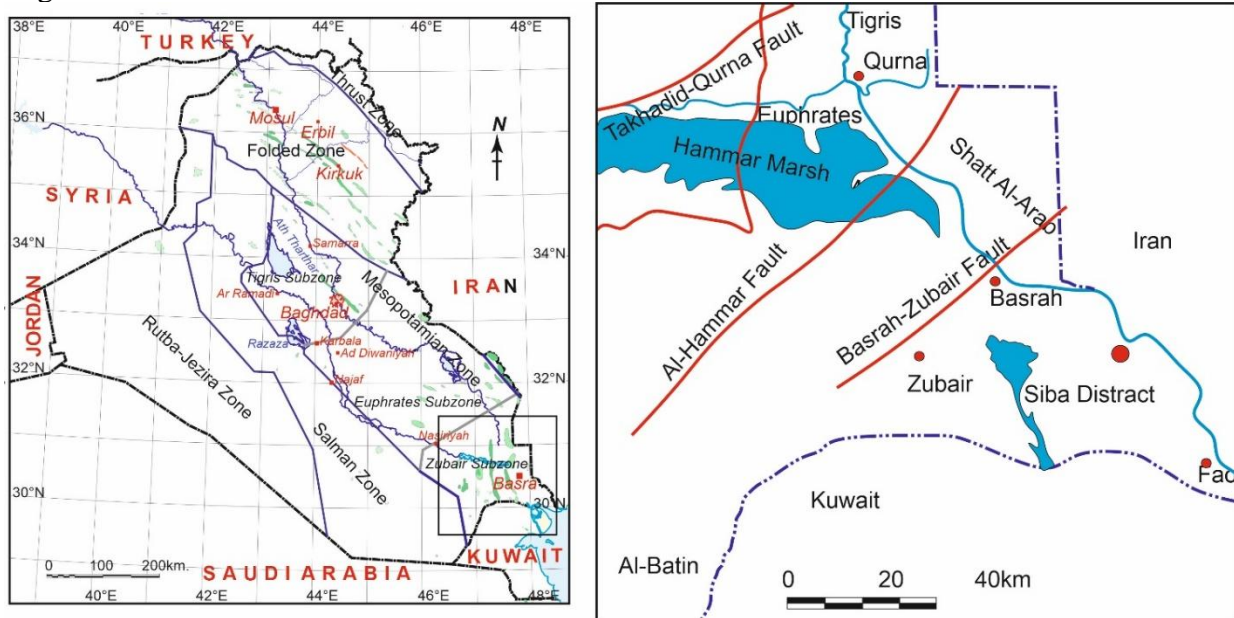 40°E 42°E 44°E 46°E 48°E
TURKEY
Thrust Zone
36°N
Mosul
Erbil
N
Folded Zone
Kirkuk
SYRIA
34°N
Ath Tharthar
Samarra
34°N
Mesopotamian Zone
IRAN
Tigris Subzone
Ar Ramadi
Baghdad
JORDAN
Rutba-Jezira Zone
Razaza
Karbala
Ad Diwaniyah
32°N
Najaf
32°N
Euphrates Subzone
Salman Zone
Nasiriyah
Zubair Subzone
Basra
30°N
30°N
KUWAIT
SAUDI ARABIA
0 100 200km.
40°E 42°E 44°E 46°E 48°E
Tigris
Qurna
Takhadid-Qurna Fault
Euphrates
Hammar Marsh
Shatt Al-Arab
Iran
Al-Hammar Fault
Basrah-Zubair Fault
Basrah
Zubair
Siba Distract
Fao
Kuwait
Al-Batin
0 20 40km